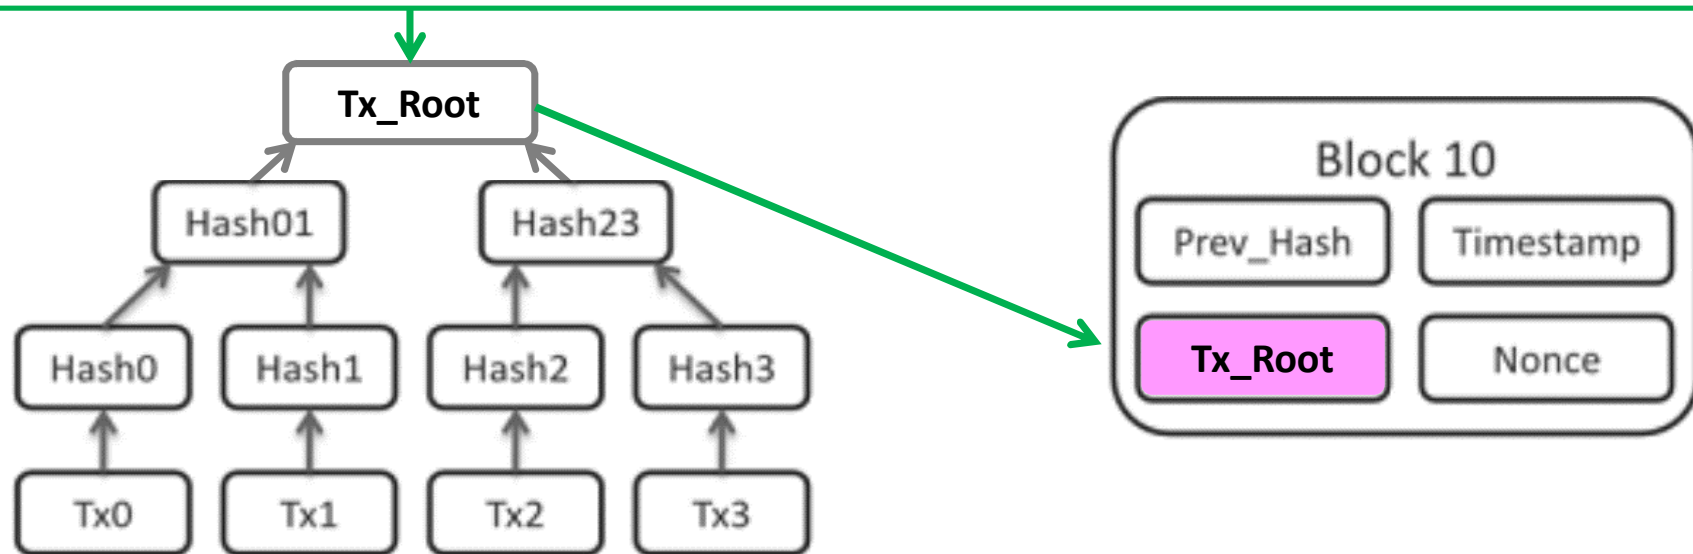 Tx_Root
Hash01 Hash23
Hash0 Hash1 Hash2 Hash3
Tx0 Tx1 Tx2 Tx3
Block 10
Prev_Hash Timestamp
Tx_Root Nonce